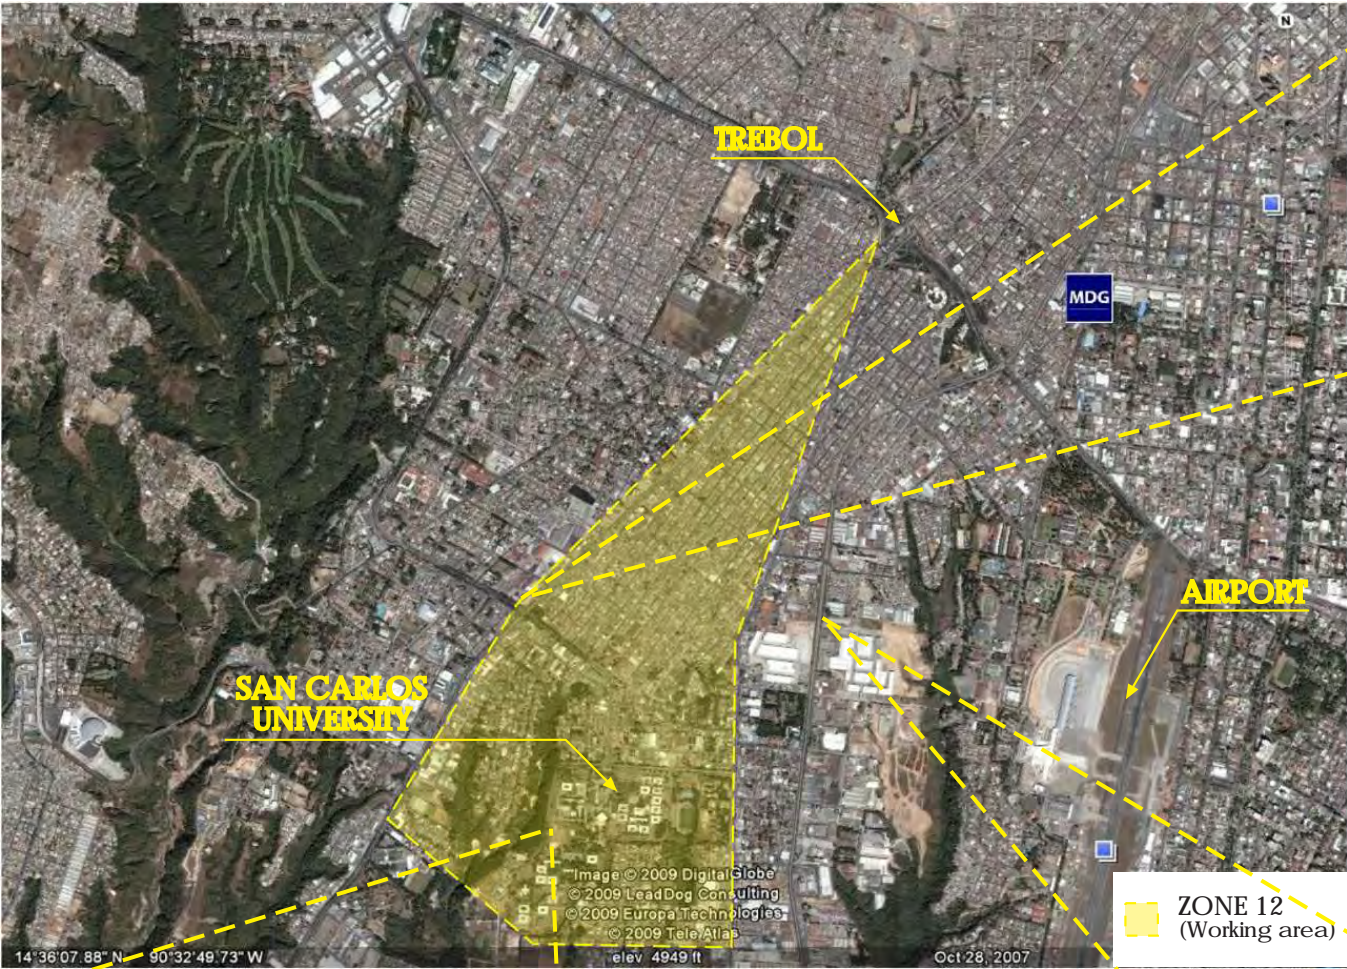 N
TREBOL
MDG
AIRPORT
SAN CARLOS
UNIVERSITY
Image © 2009 DigitalGlobe
© 2009 LeadDog Consulting
© 2009 Europa Technologies
© 2009 Tele Atlas
14°36'07.88" N 90°32'49.73" W
elev 4949 ft
Oct 28, 2007
ZONE 12
(Working area)